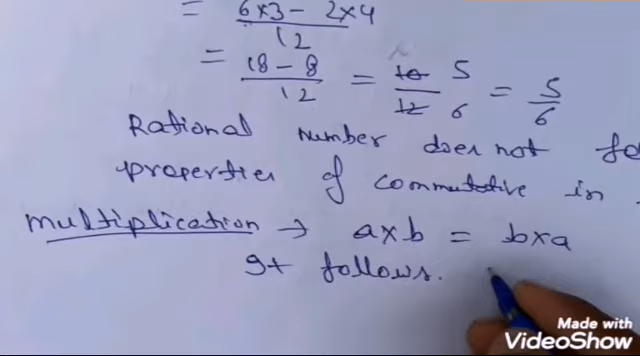 = 6×3 - 2×4 / 12
= 18 - 8 / 12 = 10 5 / 12 6 = 5/6
Rational number does not
properties of commutative in
multiplication → a×b = b×a
It follows.
Made with
VideoShow